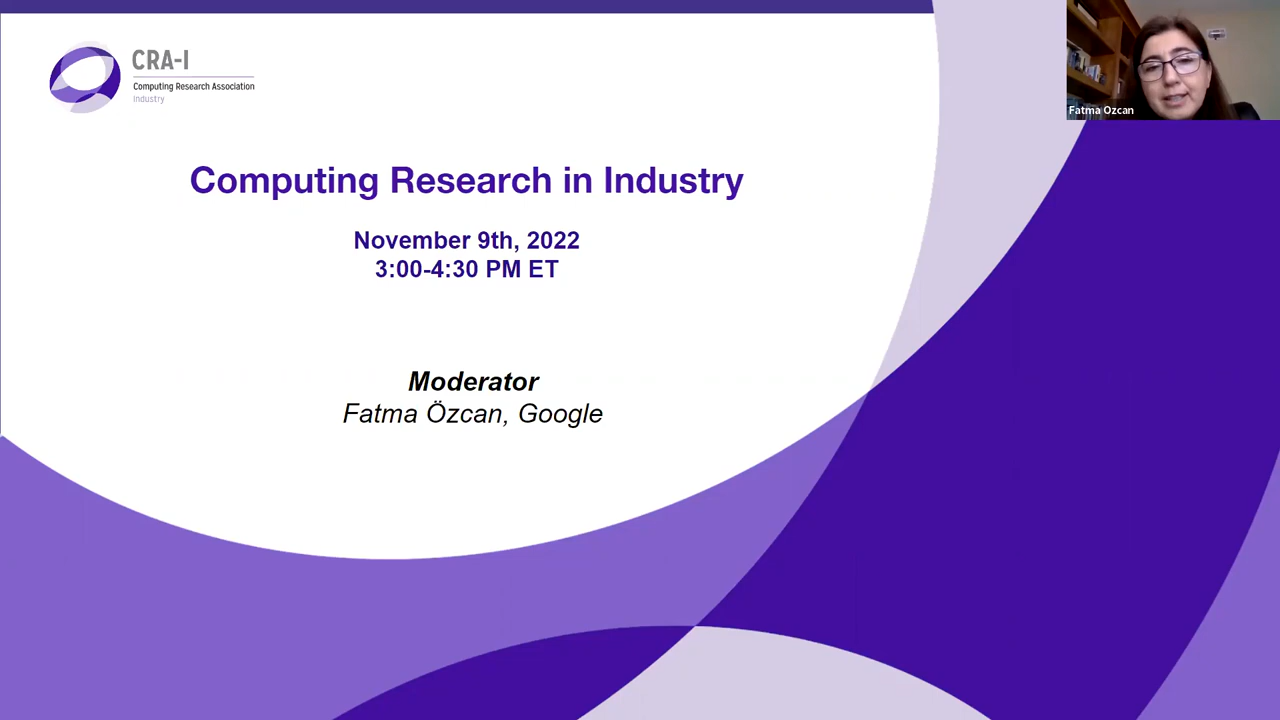 CRA-I
Computing Research Association
Industry
Fatma Ozcan
Computing Research in Industry
November 9th, 2022
3:00-4:30 PM ET
Moderator
Fatma Özcan, Google